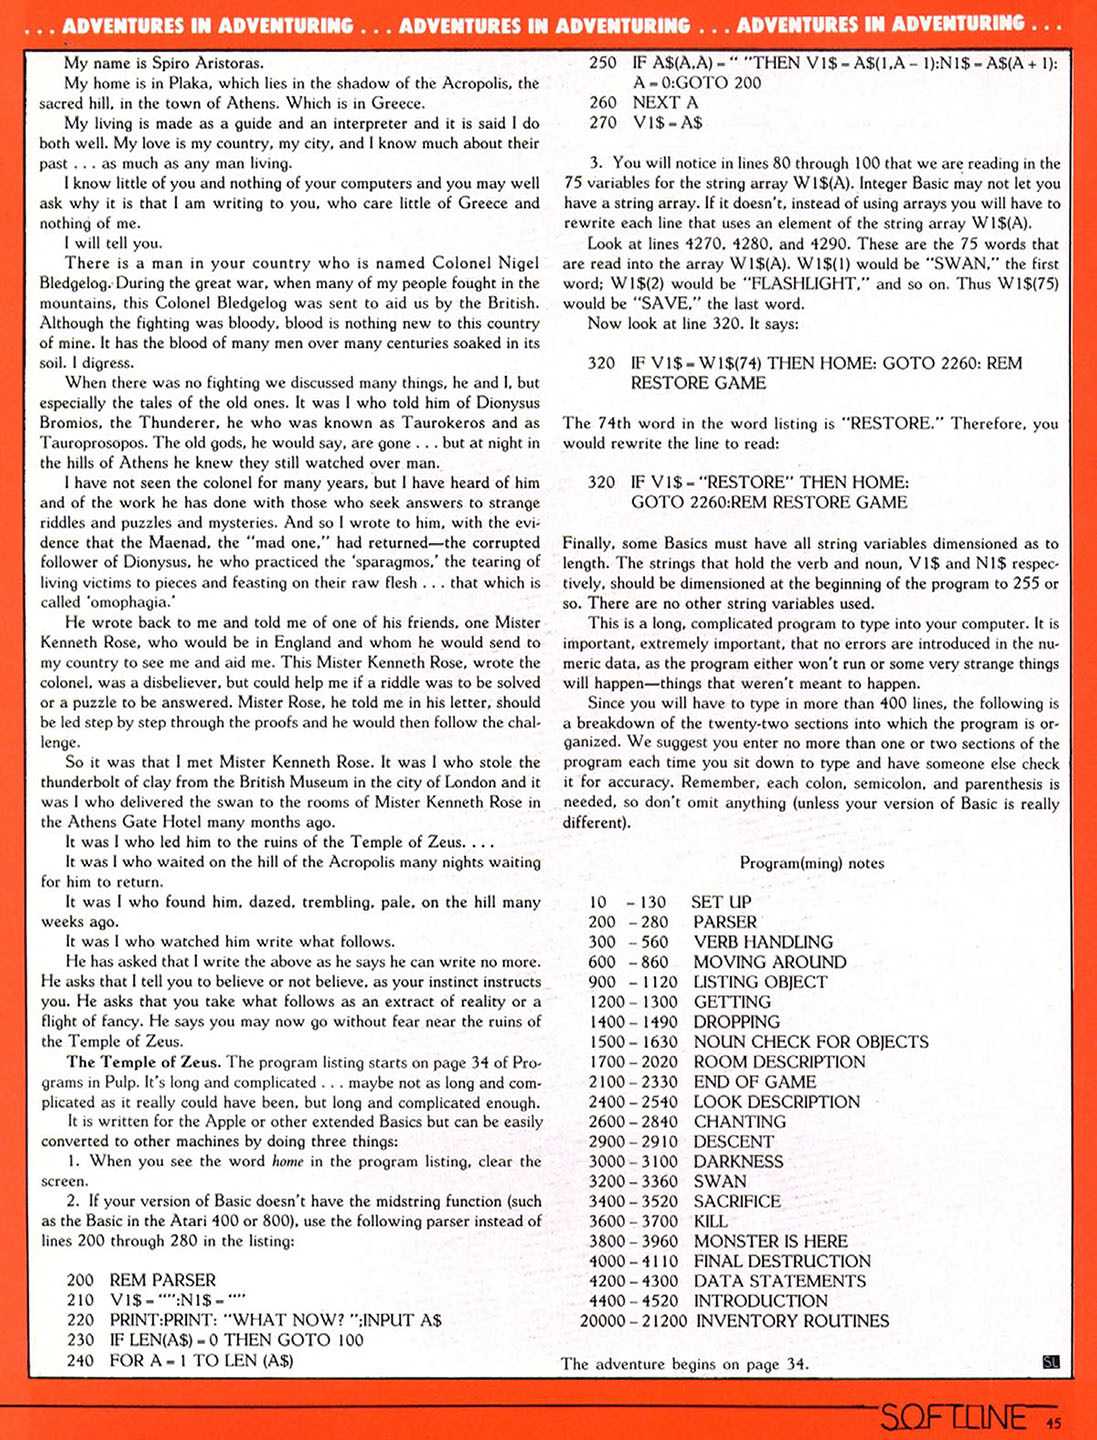 . . . ADVENTURES IN ADVENTURING . . . ADVENTURES IN ADVENTURING . . . ADVENTURES IN ADVENTURING . . .
My name is Spiro Aristoras.
My home is in Plaka, which lies in the shadow of the Acropolis, the
sacred hill, in the town of Athens. Which is in Greece.
My living is made as a guide and an interpreter and it is said I do
both well. My love is my country, my city, and I know much about their
past . . . as much as any man living.
I know little of you and nothing of your computers and you may well
ask why it is that I am writing to you, who care little of Greece and
nothing of me.
I will tell you.
There is a man in your country who is named Colonel Nigel
Bledgelog. During the great war, when many of my people fought in the
mountains, this Colonel Bledgelog was sent to aid us by the British.
Although the fighting was bloody, blood is nothing new to this country
of mine. It has the blood of many men over many centuries soaked in its
soil. I digress.
When there was no fighting we discussed many things, he and I, but
especially the tales of the old ones. It was I who told him of Dionysus
Bromios, the Thunderer, he who was known as Taurokeros and as
Tauroprosopos. The old gods, he would say, are gone . . . but at night in
the hills of Athens he knew they still watched over man.
I have not seen the colonel for many years, but I have heard of him
and of the work he has done with those who seek answers to strange
riddles and puzzles and mysteries. And so I wrote to him, with the evi-
dence that the Maenad, the "mad one," had returned—the corrupted
follower of Dionysus, he who practiced the 'sparagmos,' the tearing of
living victims to pieces and feasting on their raw flesh . . . that which is
called 'omophagia.'
He wrote back to me and told me of one of his friends, one Mister
Kenneth Rose, who would be in England and whom he would send to
my country to see me and aid me. This Mister Kenneth Rose, wrote the
colonel, was a disbeliever, but could help me if a riddle was to be solved
or a puzzle to be answered. Mister Rose, he told me in his letter, should
be led step by step through the proofs and he would then follow the chal-
lenge.
So it was that I met Mister Kenneth Rose. It was I who stole the
thunderbolt of clay from the British Museum in the city of London and it
was I who delivered the swan to the rooms of Mister Kenneth Rose in
the Athens Gate Hotel many months ago.
It was I who led him to the ruins of the Temple of Zeus. . . .
It was I who waited on the hill of the Acropolis many nights waiting
for him to return.
It was I who found him, dazed, trembling, pale, on the hill many
weeks ago.
It was I who watched him write what follows.
He has asked that I write the above as he says he can write no more.
He asks that I tell you to believe or not believe, as your instinct instructs
you. He asks that you take what follows as an extract of reality or a
flight of fancy. He says you may now go without fear near the ruins of
the Temple of Zeus.
The Temple of Zeus. The program listing starts on page 34 of Pro-
grams in Pulp. It's long and complicated . . . maybe not as long and com-
plicated as it really could have been, but long and complicated enough.
It is written for the Apple or other extended Basics but can be easily
converted to other machines by doing three things:
1. When you see the word home in the program listing, clear the
screen.
2. If your version of Basic doesn't have the midstring function (such
as the Basic in the Atari 400 or 800), use the following parser instead of
lines 200 through 280 in the listing:
200 REM PARSER
210 V1$ = "":N1$ = ""
220 PRINT:PRINT: "WHAT NOW? ";INPUT A$
230 IF LEN(A$) = 0 THEN GOTO 100
240 FOR A = 1 TO LEN (A$)
250 IF A$(A,A) = " "THEN V1$ = A$(1,A - 1):N1$ = A$(A + 1):
A = 0:GOTO 200
260 NEXT A
270 V1$ = A$
3. You will notice in lines 80 through 100 that we are reading in the
75 variables for the string array W1$(A). Integer Basic may not let you
have a string array. If it doesn't, instead of using arrays you will have to
rewrite each line that uses an element of the string array W1$(A).
Look at lines 4270, 4280, and 4290. These are the 75 words that
are read into the array W1$(A). W1$(1) would be "SWAN," the first
word; W1$(2) would be "FLASHLIGHT," and so on. Thus W1$(75)
would be "SAVE," the last word.
Now look at line 320. It says:
320 IF V1$ = W1$(74) THEN HOME: GOTO 2260: REM
RESTORE GAME
The 74th word in the word listing is "RESTORE." Therefore, you
would rewrite the line to read:
320 IF V1$ = "RESTORE" THEN HOME:
GOTO 2260:REM RESTORE GAME
Finally, some Basics must have all string variables dimensioned as to
length. The strings that hold the verb and noun, V1$ and N1$ respec-
tively, should be dimensioned at the beginning of the program to 255 or
so. There are no other string variables used.
This is a long, complicated program to type into your computer. It is
important, extremely important, that no errors are introduced in the nu-
meric data, as the program either won't run or some very strange things
will happen—things that weren't meant to happen.
Since you will have to type in more than 400 lines, the following is
a breakdown of the twenty-two sections into which the program is or-
ganized. We suggest you enter no more than one or two sections of the
program each time you sit down to type and have someone else check
it for accuracy. Remember, each colon, semicolon, and parenthesis is
needed, so don't omit anything (unless your version of Basic is really
different).
Program(ming) notes
10 - 130 SET UP
200 - 280 PARSER
300 - 560 VERB HANDLING
600 - 860 MOVING AROUND
900 - 1120 LISTING OBJECT
1200 - 1300 GETTING
1400 - 1490 DROPPING
1500 - 1630 NOUN CHECK FOR OBJECTS
1700 - 2020 ROOM DESCRIPTION
2100 - 2330 END OF GAME
2400 - 2540 LOOK DESCRIPTION
2600 - 2840 CHANTING
2900 - 2910 DESCENT
3000 - 3100 DARKNESS
3200 - 3360 SWAN
3400 - 3520 SACRIFICE
3600 - 3700 KILL
3800 - 3960 MONSTER IS HERE
4000 - 4110 FINAL DESTRUCTION
4200 - 4300 DATA STATEMENTS
4400 - 4520 INTRODUCTION
20000 - 21200 INVENTORY ROUTINES
The adventure begins on page 34.
SL
SOFTLINE 45